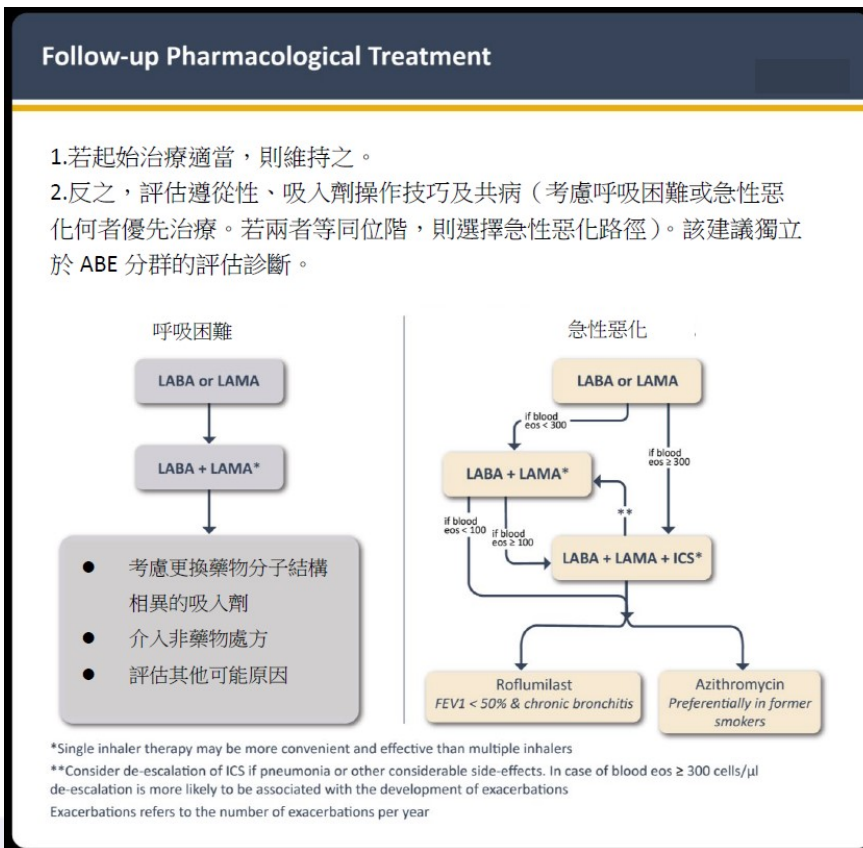 Follow-up Pharmacological Treatment
1.若起始治療適當，則維持之。
2.反之，評估遵從性、吸入劑操作技巧及共病（考慮呼吸困難或急性惡
化何者優先治療。若兩者等同位階，則選擇急性惡化路徑）。該建議獨立
於 ABE 分群的評估診斷。
呼吸困難
LABA or LAMA
LABA + LAMA*
● 考慮更換藥物分子結構
相異的吸入劑
● 介入非藥物處方
● 評估其他可能原因
急性惡化
LABA or LAMA
if blood
eos < 300
if blood
eos ≥ 300
LABA + LAMA*
**
if blood
eos < 100
if blood
eos ≥ 100
LABA + LAMA + ICS*
Roflumilast
FEV1 < 50% & chronic bronchitis
Azithromycin
Preferentially in former
smokers
*Single inhaler therapy may be more convenient and effective than multiple inhalers
**Consider de-escalation of ICS if pneumonia or other considerable side-effects. In case of blood eos ≥ 300 cells/µl
de-escalation is more likely to be associated with the development of exacerbations
Exacerbations refers to the number of exacerbations per year